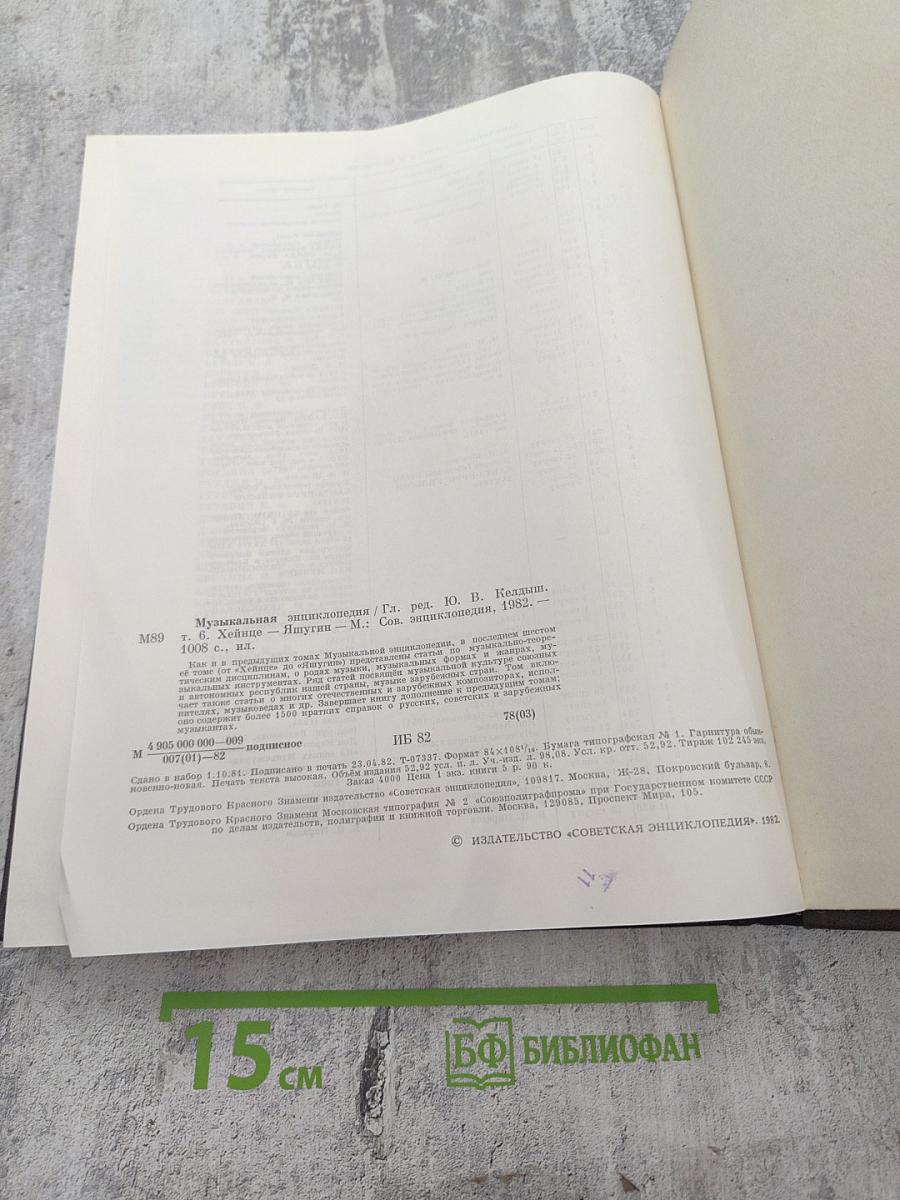 Музыкальная энциклопедия / Гл. ред. Ю. В. Келдыш.
М89 т. 6. Хейнце — Яшугин — М.: Сов. энциклопедия, 1982. —
1008 с., ил.
Как и в предыдущих томах Музыкальной энциклопедии, в последнем шестом
её томе (от «Хейнце» до «Яшугин») представлены статьи по музыкально-теоре-
тическим дисциплинам, о родах музыки, музыкальных формах и жанрах, му-
зыкальных инструментах. Ряд статей посвящён музыкальной культуре союзных
и автономных республик нашей страны, музыке зарубежных стран. Том вклю-
чает также статьи о многих отечественных и зарубежных композиторах, испол-
нителях, музыковедах и др. Завершает книгу дополнение к предыдущим томам;
оно содержит более 1500 кратких справок о русских, советских и зарубежных
музыкантах.
78(03)
М 4 905 000 000—009
007(01)—82 подписное
ИБ 82
Сдано в набор 1.10.81. Подписано в печать 23.04.82. Т-07337. Формат 84×108¹/₁₆. Бумага типографская № 1. Гарнитура обык-
новенно-новая. Печать текста высокая. Объём издания 52,92 усл. п. л. Уч.-изд. л. 98,08. Усл. кр. отт. 52,92. Тираж 102 245 экз.
Заказ 4000 Цена 1 экз. книги 5 р. 90 к.
Ордена Трудового Красного Знамени издательство «Советская энциклопедия», 109817. Москва, Ж-28, Покровский бульвар, 8.
Ордена Трудового Красного Знамени Московская типография № 2 «Союзполиграфпрома» при Государственном комитете СССР
по делам издательств, полиграфии и книжной торговли. Москва, 129085, Проспект Мира, 105.
© ИЗДАТЕЛЬСТВО «СОВЕТСКАЯ ЭНЦИКЛОПЕДИЯ». 1982
11
15 см
БФ БИБЛИОФАН